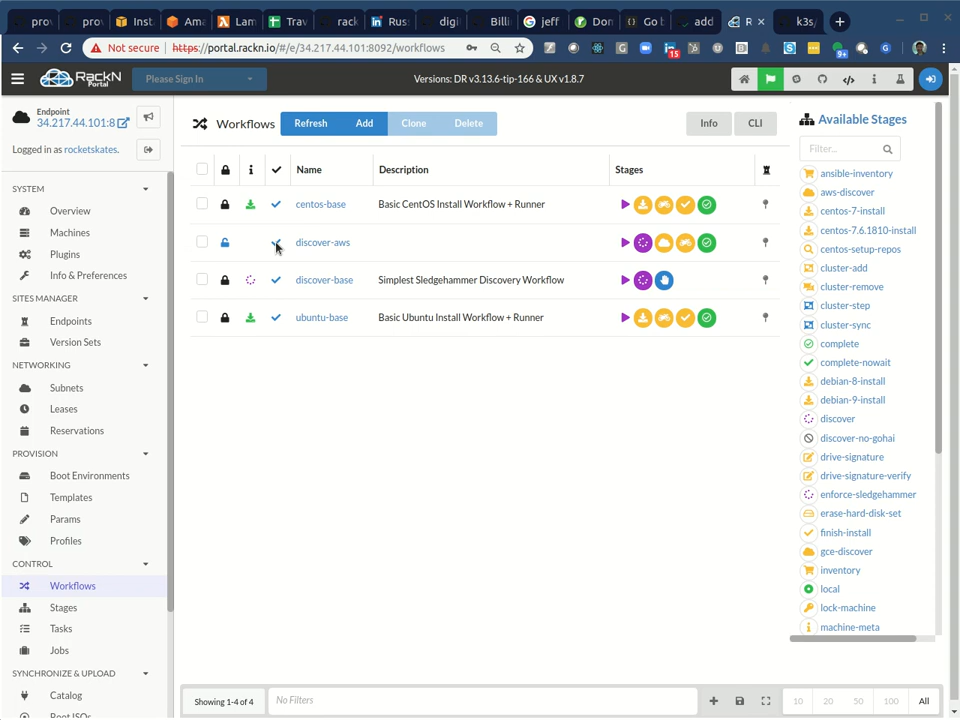 prov
prov
Inst
Ama
Lam
Trav
rack
Rus
digi
Billi
jeff
Don
Go b
add
R
k3s/
Not secure https://portal.rackn.io/#/e/34.217.44.101:8092/workflows
15
9+
RACKN Portal
Please Sign In
Versions: DR v3.13.6-tip-166 & UX v1.8.7
Endpoint
34.217.44.101:8
Logged in as rocketskates.
SYSTEM
Overview
Machines
Plugins
Info & Preferences
SITES MANAGER
Endpoints
Version Sets
NETWORKING
Subnets
Leases
Reservations
PROVISION
Boot Environments
Templates
Params
Profiles
CONTROL
Workflows
Stages
Tasks
Jobs
SYNCHRONIZE & UPLOAD
Catalog
Boot ISOs
Workflows Refresh Add Clone Delete Info CLI
Name Description Stages
centos-base Basic CentOS Install Workflow + Runner
discover-aws
discover-base Simplest Sledgehammer Discovery Workflow
ubuntu-base Basic Ubuntu Install Workflow + Runner
Showing 1-4 of 4 No Filters 10 20 50 100 All
Available Stages
Filter...
ansible-inventory
aws-discover
centos-7-install
centos-7.6.1810-install
centos-setup-repos
cluster-add
cluster-remove
cluster-step
cluster-sync
complete
complete-nowait
debian-8-install
debian-9-install
discover
discover-no-gohai
drive-signature
drive-signature-verify
enforce-sledgehammer
erase-hard-disk-set
finish-install
gce-discover
inventory
local
lock-machine
machine-meta